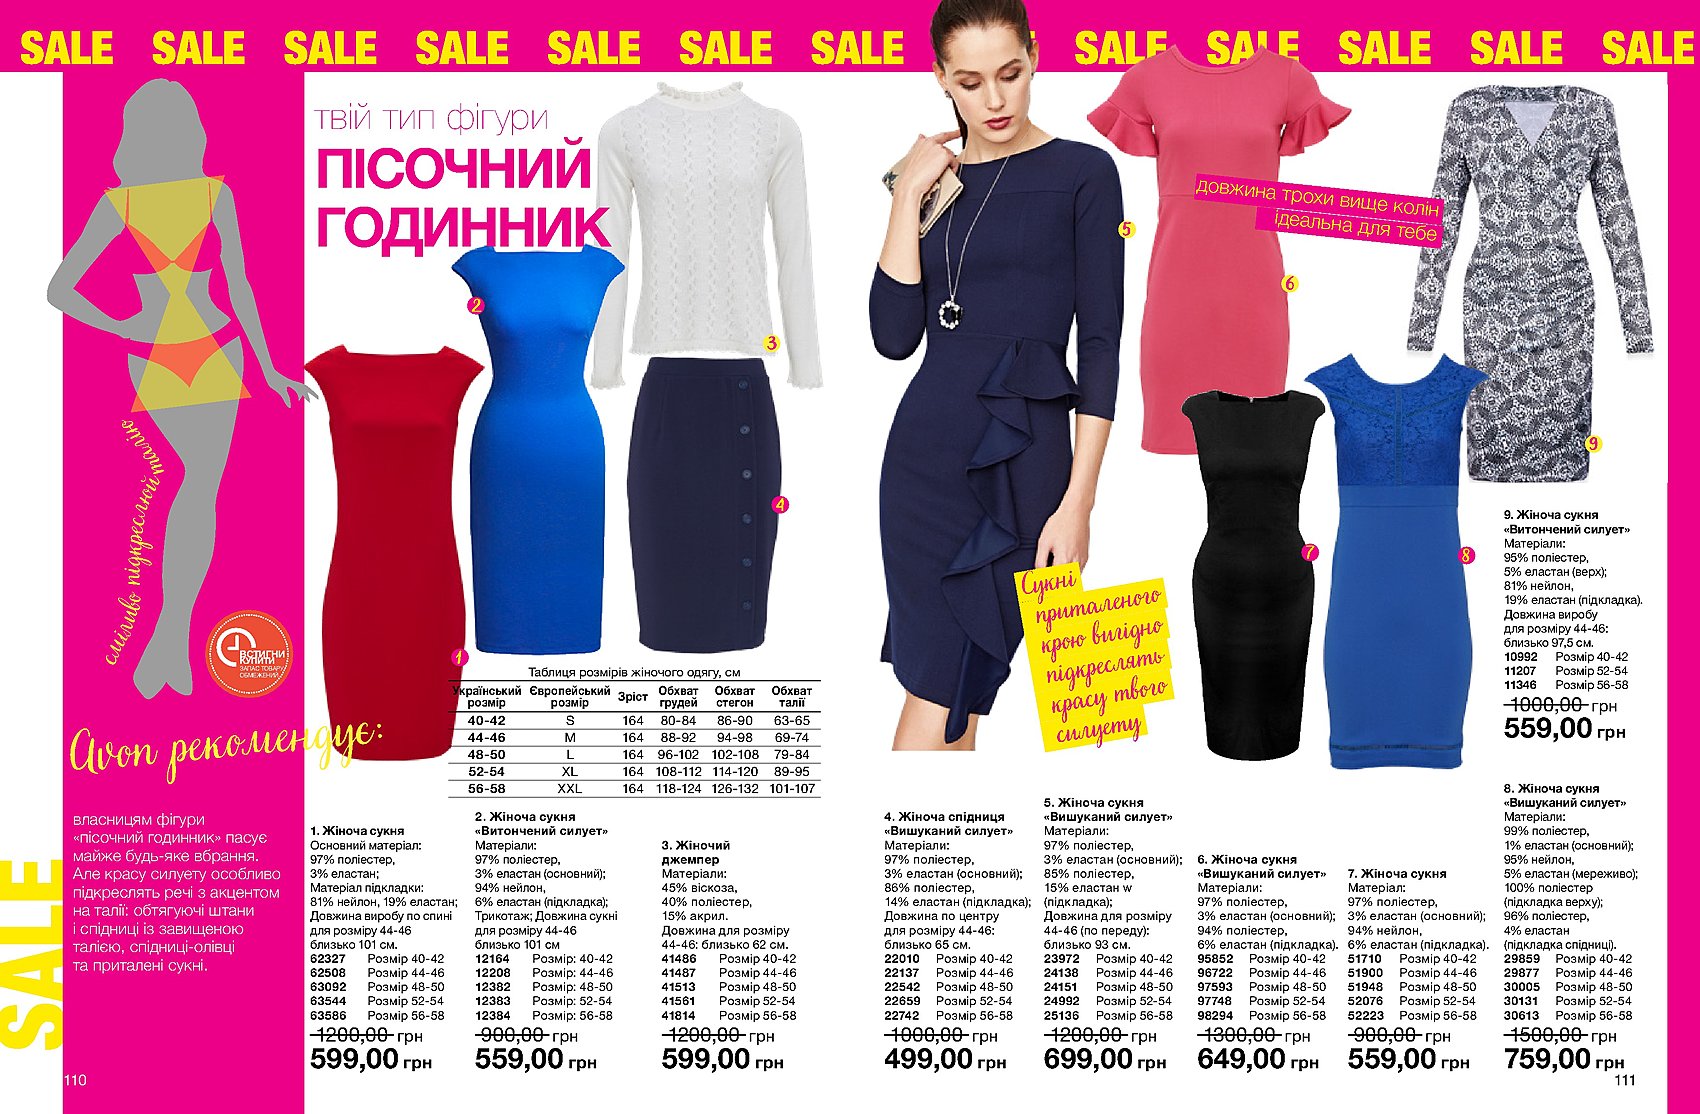 SALE SALE SALE SALE SALE SALE SALE SALE SALE SALE SALE SALE
твій тип фігури
ПІСОЧНИЙ
ГОДИННИК
сміливо підкреслюй талію
ВСТИГНИ
КУПИТИ
ЗАПАС ТОВАРУ
ОБМЕЖЕНИЙ
Avon рекомендує:
власницям фігури
«пісочний годинник» пасує
майже будь-яке вбрання.
Але красу силуету особливо
підкреслять речі з акцентом
на талії: обтягуючі штани
і спідниці із завищеною
талією, спідниці-олівці
та приталені сукні.
SALE
110
1
2
3
4
Таблиця розмірів жіночого одягу, см
Український розмір Європейський розмір Зріст Обхват грудей Обхват стегон Обхват талії
40-42 S 164 80-84 86-90 63-65
44-46 M 164 88-92 94-98 69-74
48-50 L 164 96-102 102-108 79-84
52-54 XL 164 108-112 114-120 89-95
56-58 XXL 164 118-124 126-132 101-107
1. Жіноча сукня
Основний матеріал:
97% поліестер,
3% еластан;
Матеріал підкладки:
81% нейлон, 19% еластан;
Довжина виробу по спині
для розміру 44-46
близько 101 см.
62327 Розмір 40-42
62508 Розмір 44-46
63092 Розмір 48-50
63544 Розмір 52-54
63586 Розмір 56-58
1200,00 грн
599,00 грн
2. Жіноча сукня
«Витончений силует»
Матеріали:
97% поліестер,
3% еластан (основний);
94% нейлон,
6% еластан (підкладка);
Трикотаж; Довжина сукні
для розміру 44-46
близько 101 см
12164 Розмір: 40-42
12208 Розмір: 44-46
12382 Розмір: 48-50
12383 Розмір: 52-54
12384 Розмір: 56-58
900,00 грн
559,00 грн
3. Жіночий
джемпер
Матеріали:
45% віскоза,
40% поліестер,
15% акрил.
Довжина для розміру
44-46: близько 62 см.
41486 Розмір 40-42
41487 Розмір 44-46
41513 Розмір 48-50
41561 Розмір 52-54
41814 Розмір 56-58
1200,00 грн
599,00 грн
5
6
довжина трохи вище колін
ідеальна для тебе
9
7
8
Сукні
приталеного
крою вигідно
підкреслять
красу твого
силуету
4. Жіноча спідниця
«Вишуканий силует»
Матеріали:
97% поліестер,
3% еластан (основний);
86% поліестер,
14% еластан (підкладка);
Довжина по центру
для розміру 44-46:
близько 65 см.
22010 Розмір 40-42
22137 Розмір 44-46
22542 Розмір 48-50
22659 Розмір 52-54
22742 Розмір 56-58
1000,00 грн
499,00 грн
5. Жіноча сукня
«Вишуканий силует»
Матеріали:
97% поліестер,
3% еластан (основний);
85% поліестер,
15% еластан w
(підкладка);
Довжина для розміру
44-46 (по переду):
близько 93 см.
23972 Розмір 40-42
24138 Розмір 44-46
24151 Розмір 48-50
24992 Розмір 52-54
25136 Розмір 56-58
1200,00 грн
699,00 грн
6. Жіноча сукня
«Вишуканий силует»
Матеріали:
97% поліестер,
3% еластан (основний);
94% поліестер,
6% еластан (підкладка).
95852 Розмір 40-42
96722 Розмір 44-46
97593 Розмір 48-50
97748 Розмір 52-54
98294 Розмір 56-58
1300,00 грн
649,00 грн
7. Жіноча сукня
Матеріал:
97% поліестер,
3% еластан (основний);
94% нейлон,
6% еластан (підкладка).
51710 Розмір 40-42
51900 Розмір 44-46
51948 Розмір 48-50
52076 Розмір 52-54
52223 Розмір 56-58
900,00 грн
559,00 грн
9. Жіноча сукня
«Витончений силует»
Матеріали:
95% поліестер,
5% еластан (верх);
81% нейлон,
19% еластан (підкладка).
Довжина виробу
для розміру 44-46:
близько 97,5 см.
10992 Розмір 40-42
11207 Розмір 52-54
11346 Розмір 56-58
1000,00 грн
559,00 грн
8. Жіноча сукня
«Вишуканий силует»
Матеріали:
99% поліестер,
1% еластан (основний);
95% нейлон,
5% еластан (мереживо);
100% поліестер
(підкладка верху);
96% поліестер,
4% еластан
(підкладка спідниці).
29859 Розмір 40-42
29877 Розмір 44-46
30005 Розмір 48-50
30131 Розмір 52-54
30613 Розмір 56-58
1500,00 грн
759,00 грн
111